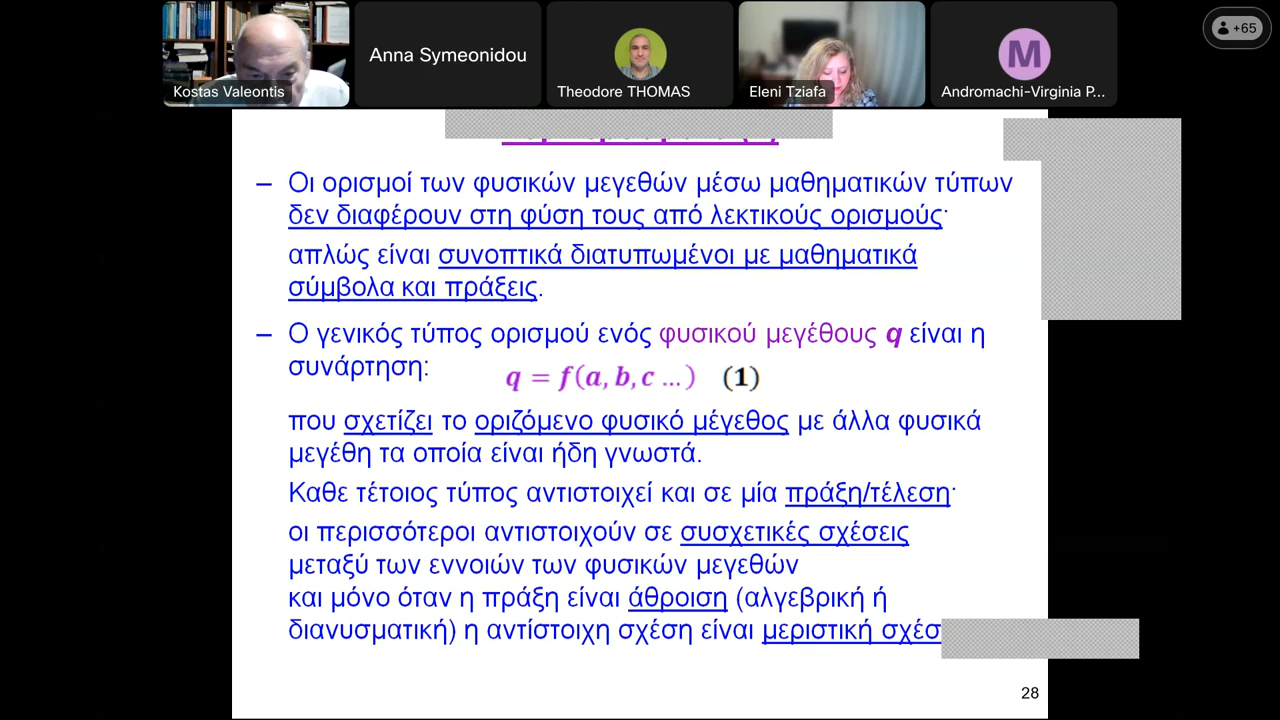 +65
Anna Symeonidou
Kostas Valeontis
Theodore THOMAS
Eleni Tziafa
M
Andromachi-Virginia P...
– Οι ορισμοί των φυσικών μεγεθών μέσω μαθηματικών τύπων
δεν διαφέρουν στη φύση τους από λεκτικούς ορισμούς·
απλώς είναι συνοπτικά διατυπωμένοι με μαθηματικά
σύμβολα και πράξεις.
– Ο γενικός τύπος ορισμού ενός φυσικού μεγέθους q είναι η
συνάρτηση:
q = f(a, b, c ...) (1)
που σχετίζει το οριζόμενο φυσικό μέγεθος με άλλα φυσικά
μεγέθη τα οποία είναι ήδη γνωστά.
Καθε τέτοιος τύπος αντιστοιχεί και σε μία πράξη/τέλεση·
οι περισσότεροι αντιστοιχούν σε συσχετικές σχέσεις
μεταξύ των εννοιών των φυσικών μεγεθών
και μόνο όταν η πράξη είναι άθροιση (αλγεβρική ή
διανυσματική) η αντίστοιχη σχέση είναι μεριστική
28